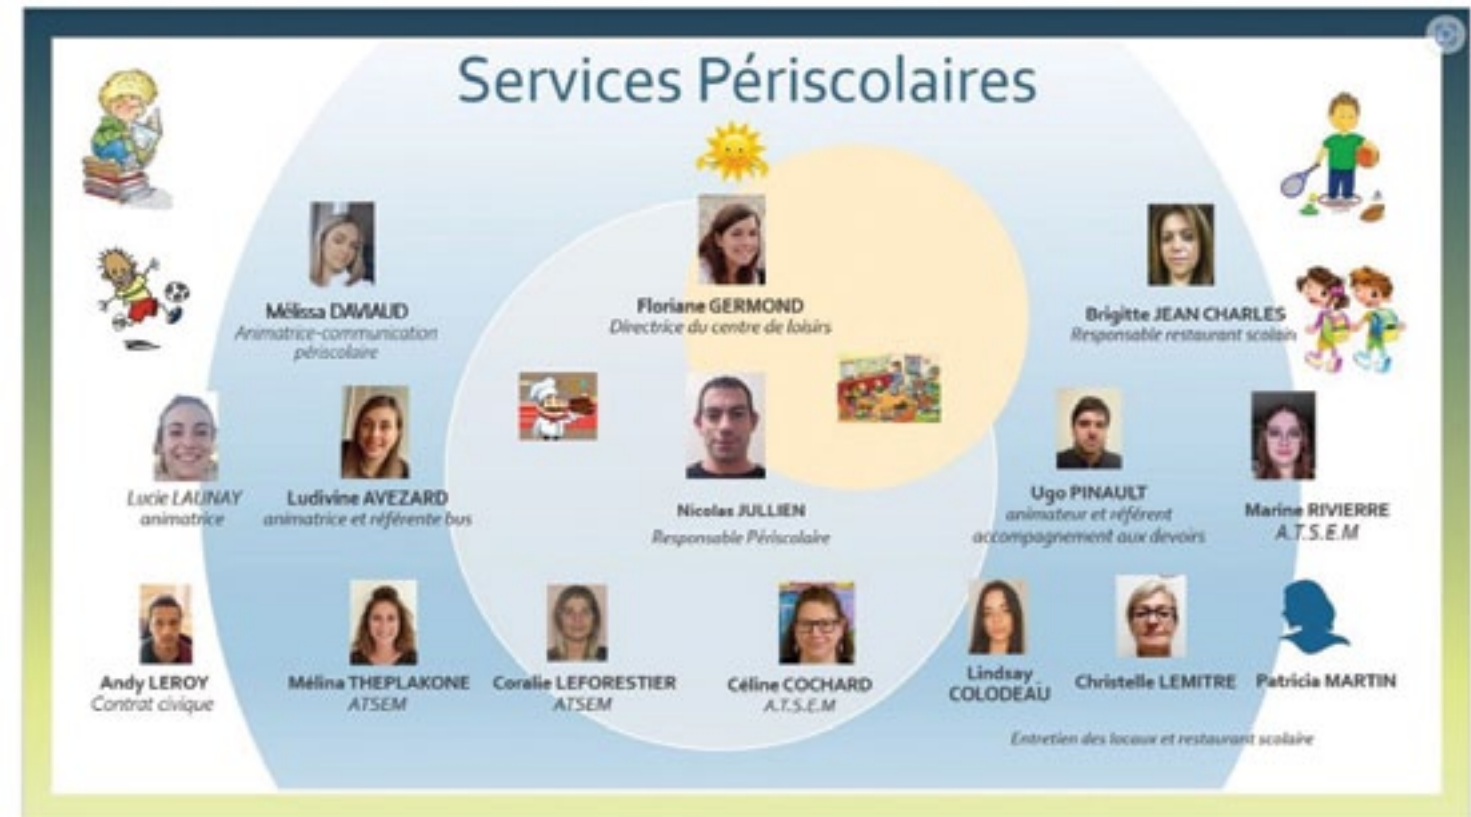 Services Périscolaires
Mélissa DAVIAUD
Animatrice-communication
périscolaire
Floriane GERMOND
Directrice du centre de loisirs
Brigitte JEAN CHARLES
Responsable restaurant scolain
Lucie LAUNAY
animatrice
Ludivine AVEZARD
animatrice et référente bus
Nicolas JULLIEN
Responsable Périscolaire
Ugo PINAULT
animateur et référent
accompagnement aux devoirs
Marine RIVIERRE
A.T.S.E.M
Andy LEROY
Contrat civique
Mélina THEPLAKONE
ATSEM
Coralie LEFORESTIER
ATSEM
Céline COCHARD
A.T.S.E.M
Lindsay
COLODEAU
Christelle LEMITRE
Patricia MARTIN
Entretien des locaux et restaurant scolaire